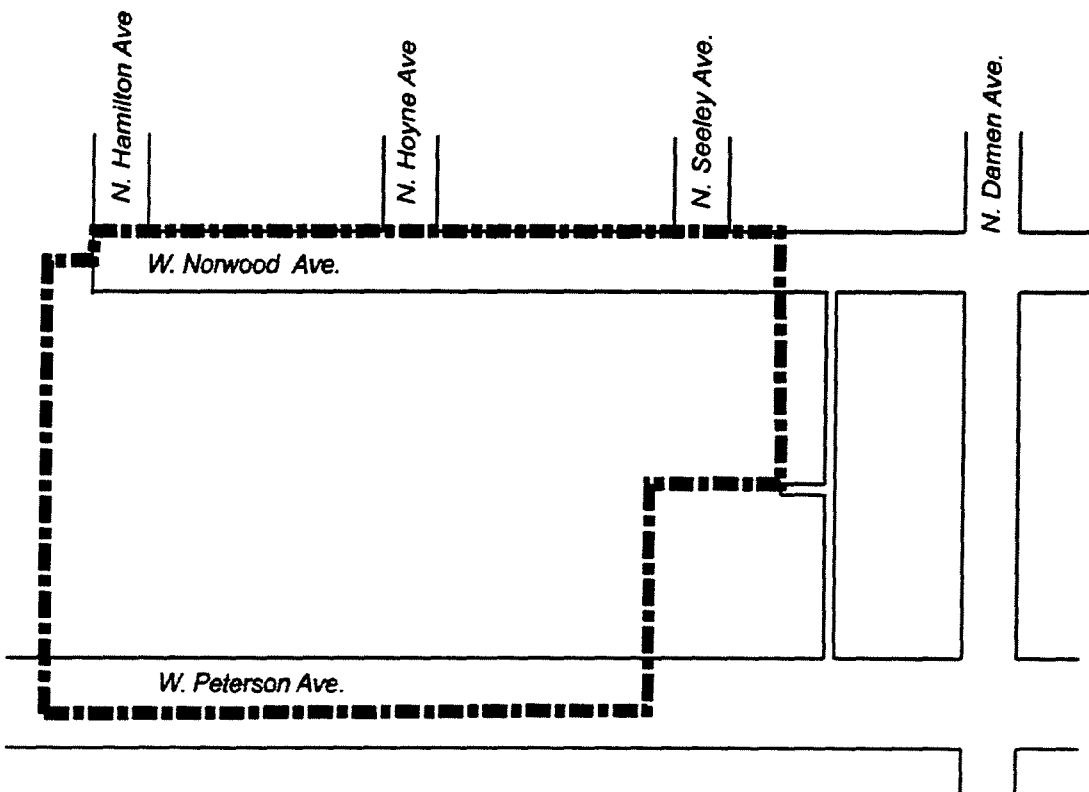 N. Hamilton Ave
N. Hoyne Ave
N. Seeley Ave.
N. Damen Ave.
W. Norwood Ave.
W. Peterson Ave.